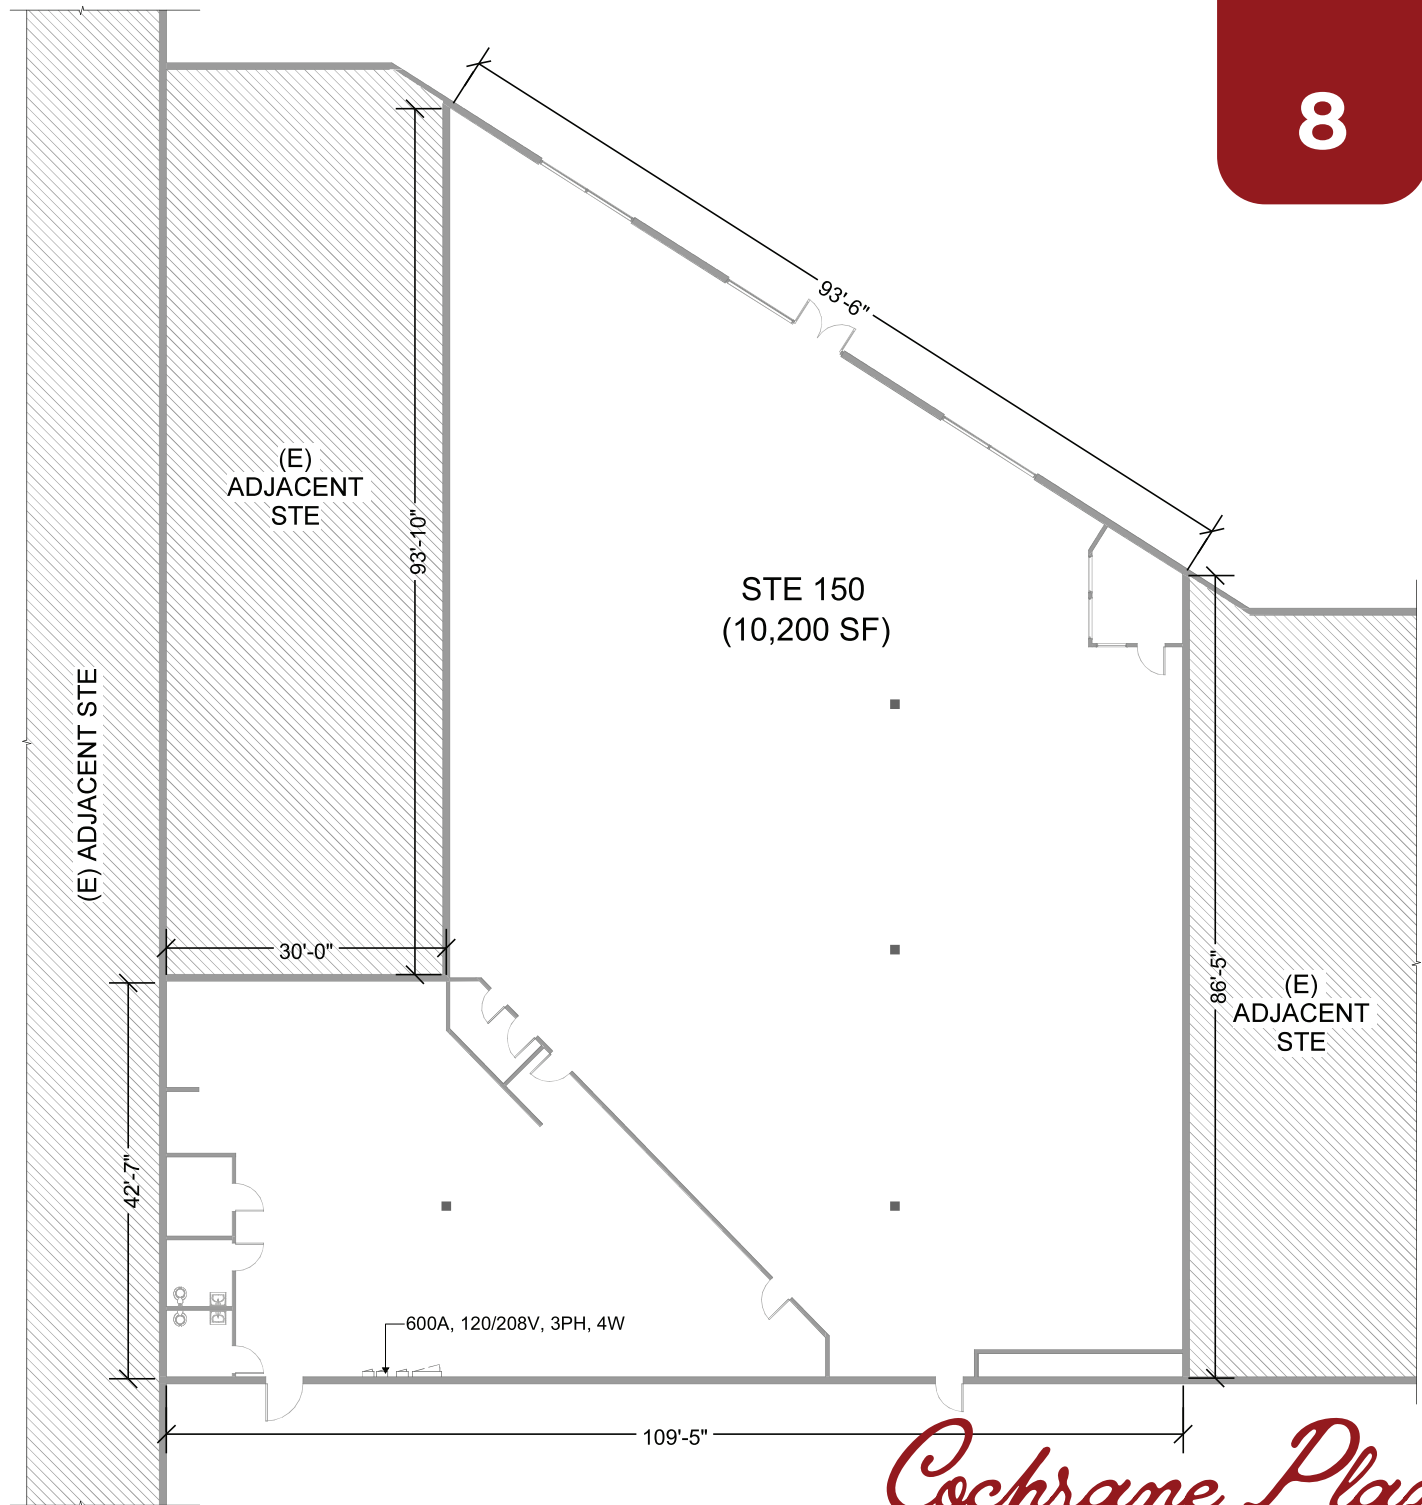 8
93'-6"
(E)
ADJACENT
STE
93'-10"
STE 150
(10,200 SF)
(E) ADJACENT STE
30'-0"
86'-5"
(E)
ADJACENT
STE
42'-7"
600A, 120/208V, 3PH, 4W
109'-5"
Cochrane